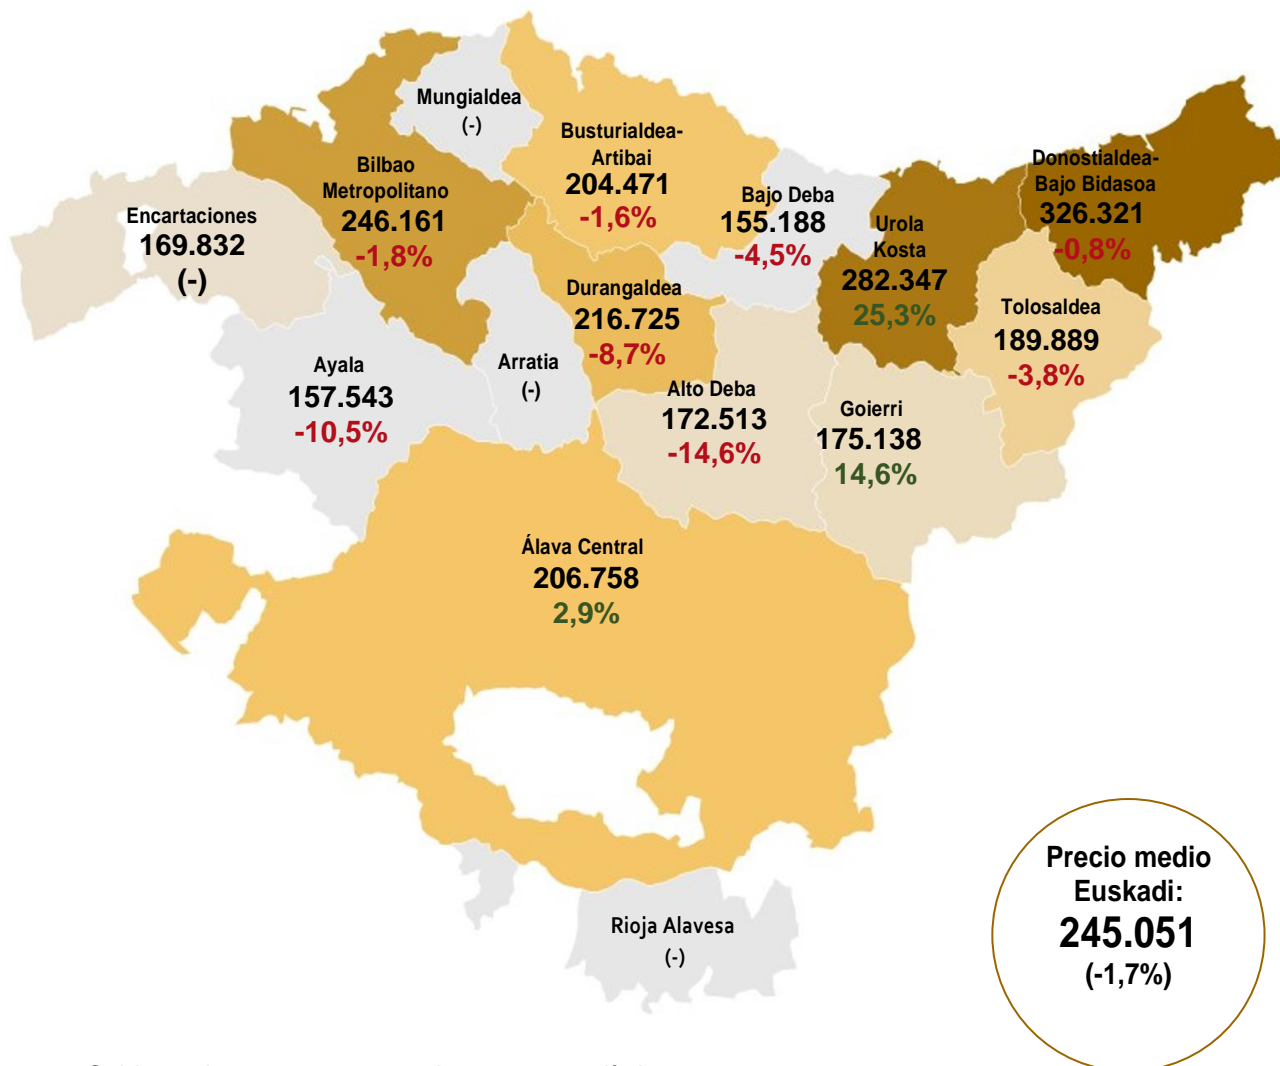 Mungialdea
(-)
Busturialdea-
Artibai
204.471
-1,6%
Bilbao
Metropolitano
246.161
-1,8%
Encartaciones
169.832
(-)
Bajo Deba
155.188
-4,5%
Urola
Kosta
282.347
25,3%
Donostialdea-
Bajo Bidasoa
326.321
-0,8%
Durangaldea
216.725
-8,7%
Tolosaldea
189.889
-3,8%
Ayala
157.543
-10,5%
Arratia
(-)
Alto Deba
172.513
-14,6%
Goierri
175.138
14,6%
Álava Central
206.758
2,9%
Rioja Alavesa
(-)
Precio medio
Euskadi:
245.051
(-1,7%)